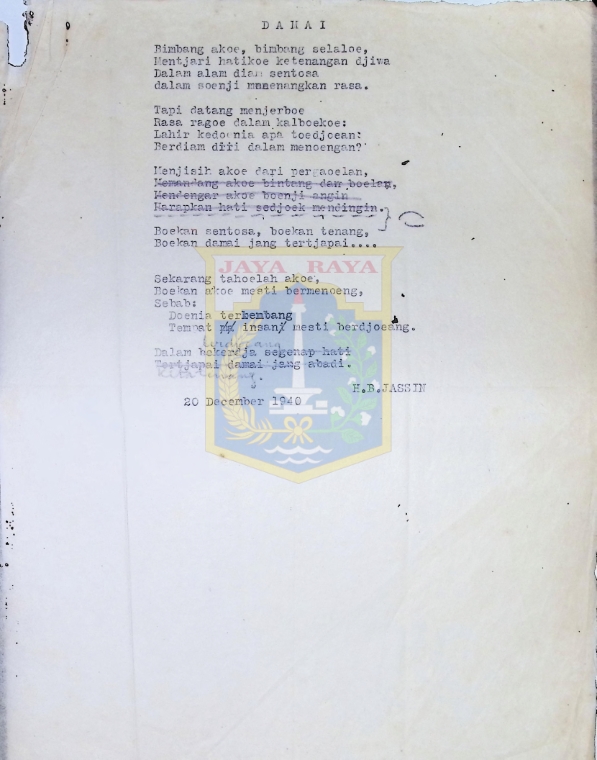 DAMAI
Bimbang akoe, bimbang selaloe,
Mentjari hatikoe ketenangan djiwa
Dalam alam diam sentosa
dalam soenji mmnenangkan rasa.
Tapi datang menjerboe
Rasa ragoe dalam kalboekoe:
Lahir kedoenia apa toedjoean:
Berdiam diti dalam menoengan?
Menjisih akoe dari pergaoelan,
Memandang akoe bintang dan boelan,
Mendengar akoe boenji angin
Harapkan hati sedjoek mendingin.
Boekan sentosa, boekan tenang,
Boekan damai jang tertjapai....
JAYA RAYA
Sekarang tahoelah akoe,
Boekan akoe mesti bermenoeng,
Sebab:
Doenia terkembang
Tempat insan mesti berdjoeang.
Dalam bekerdja segenap hati
Tertjapai damai jang abadi.
H.B.JASSIN
20 December 1940